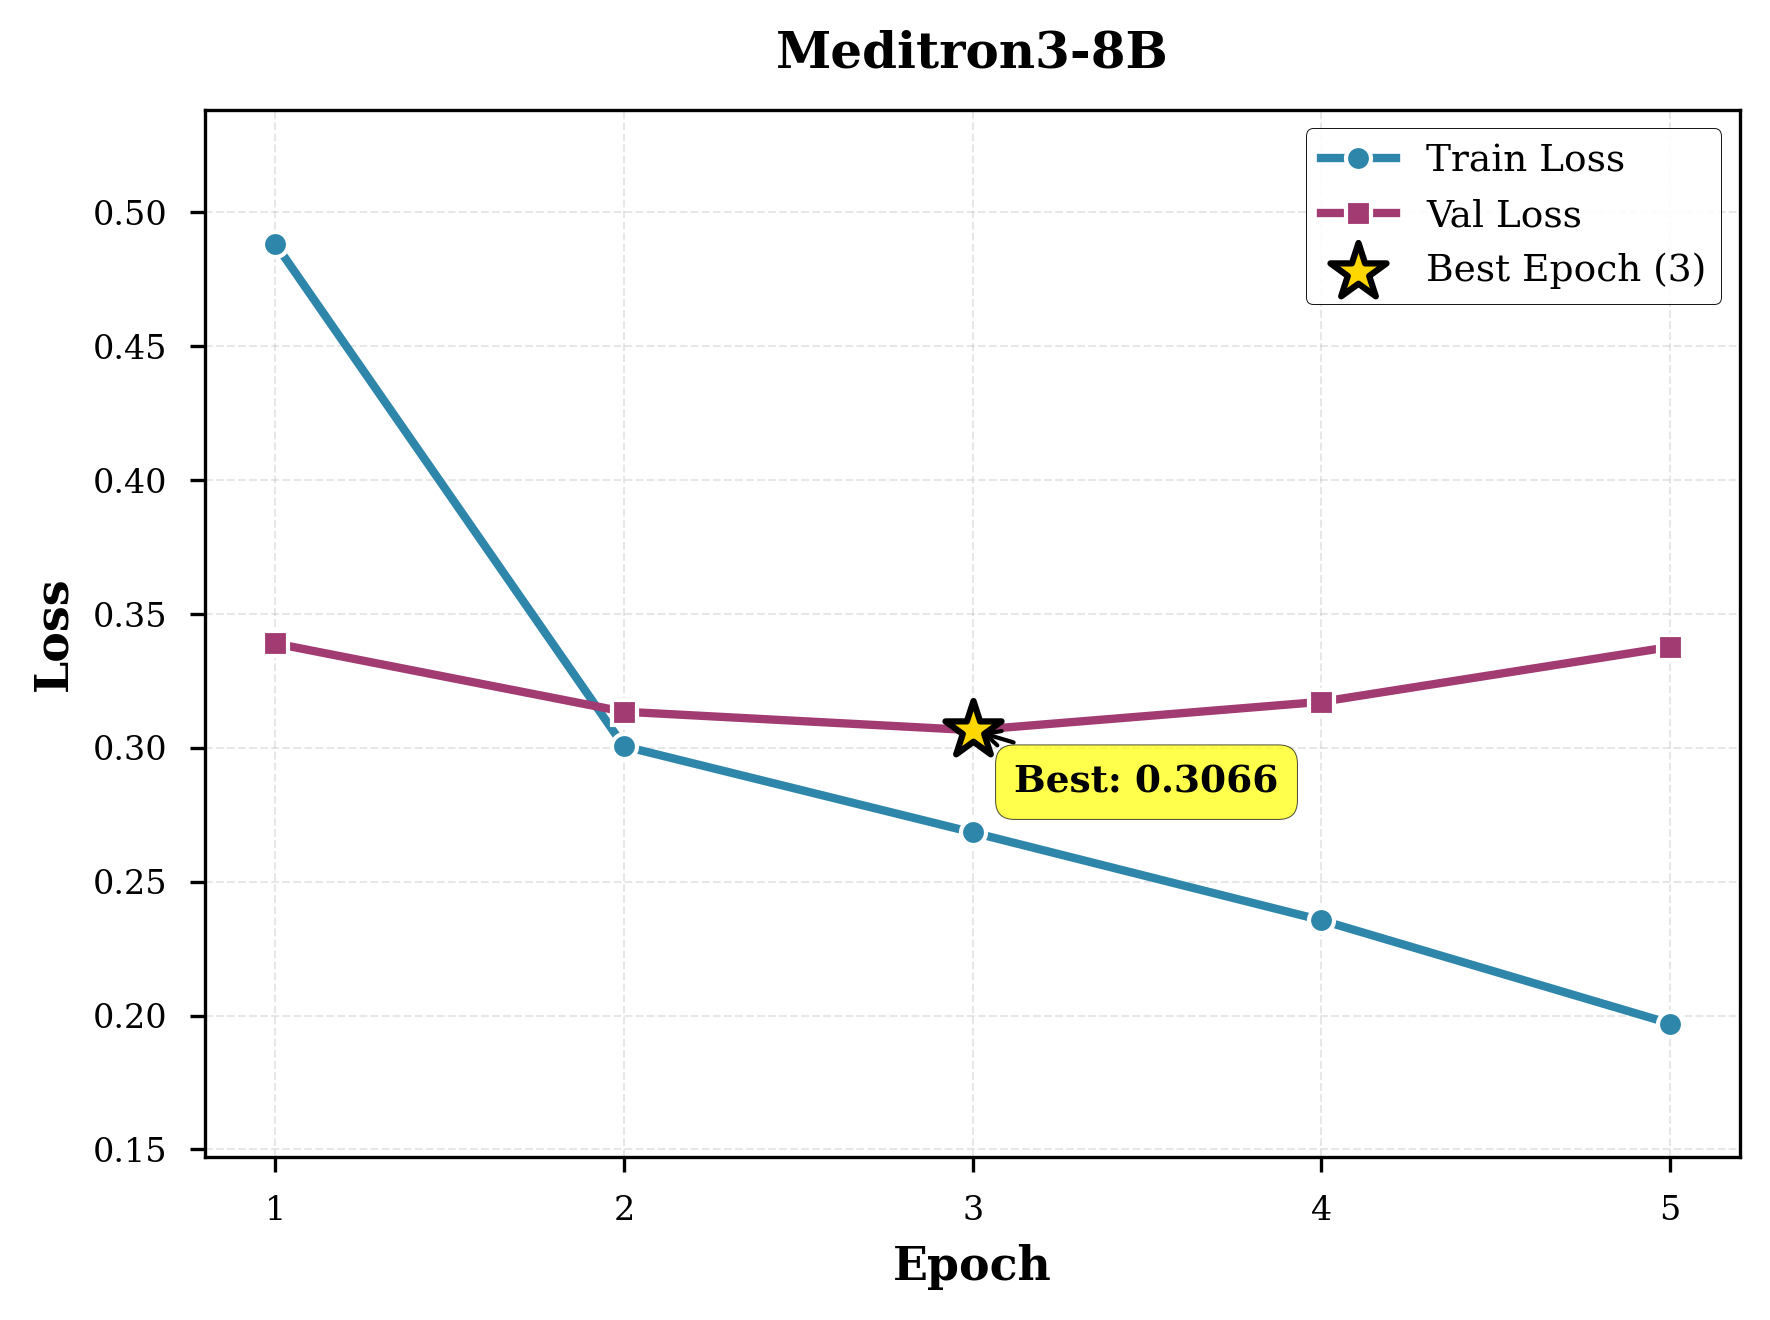 Meditron3-8B
Train Loss
Val Loss
Best Epoch (3)
0.50
0.45
0.40
0.35
0.30
0.25
0.20
0.15
Loss
Best: 0.3066
1 2 3 4 5
Epoch